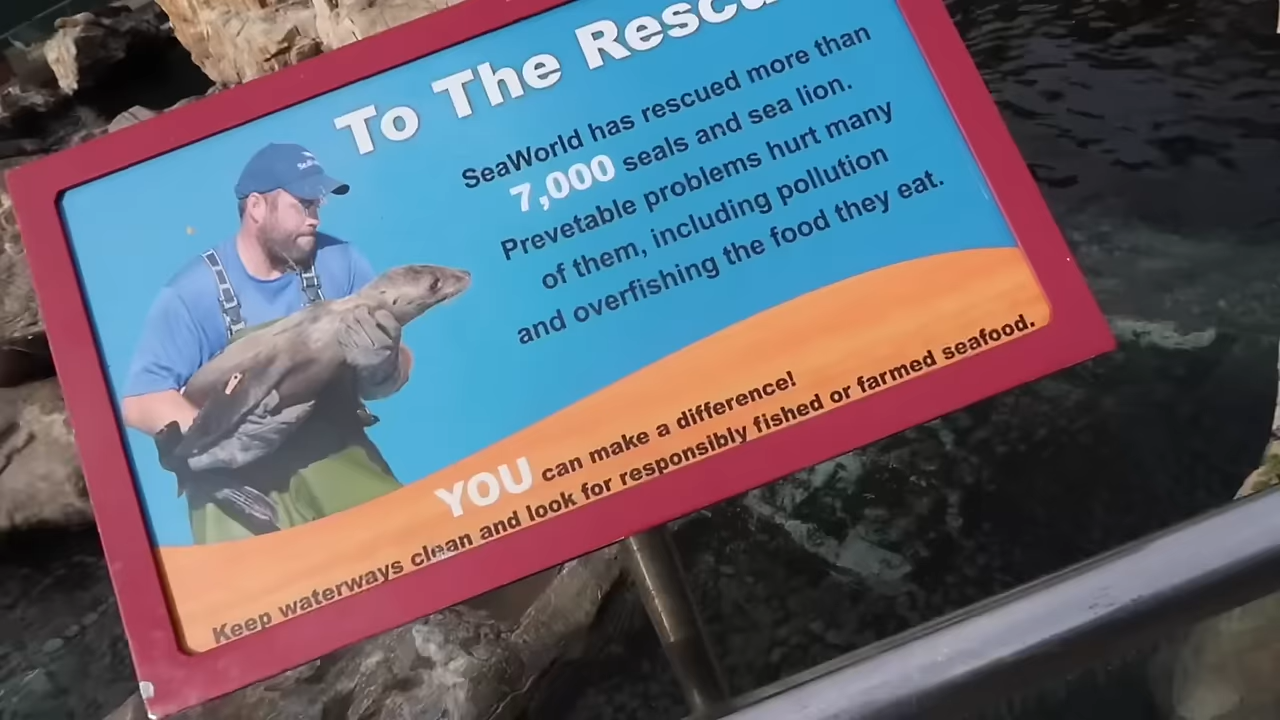 To The Rescu
SeaWorld has rescued more than
7,000 seals and sea lion.
Prevetable problems hurt many
of them, including pollution
and overfishing the food they eat.
YOU can make a difference!
Keep waterways clean and look for responsibly fished or farmed seafood.